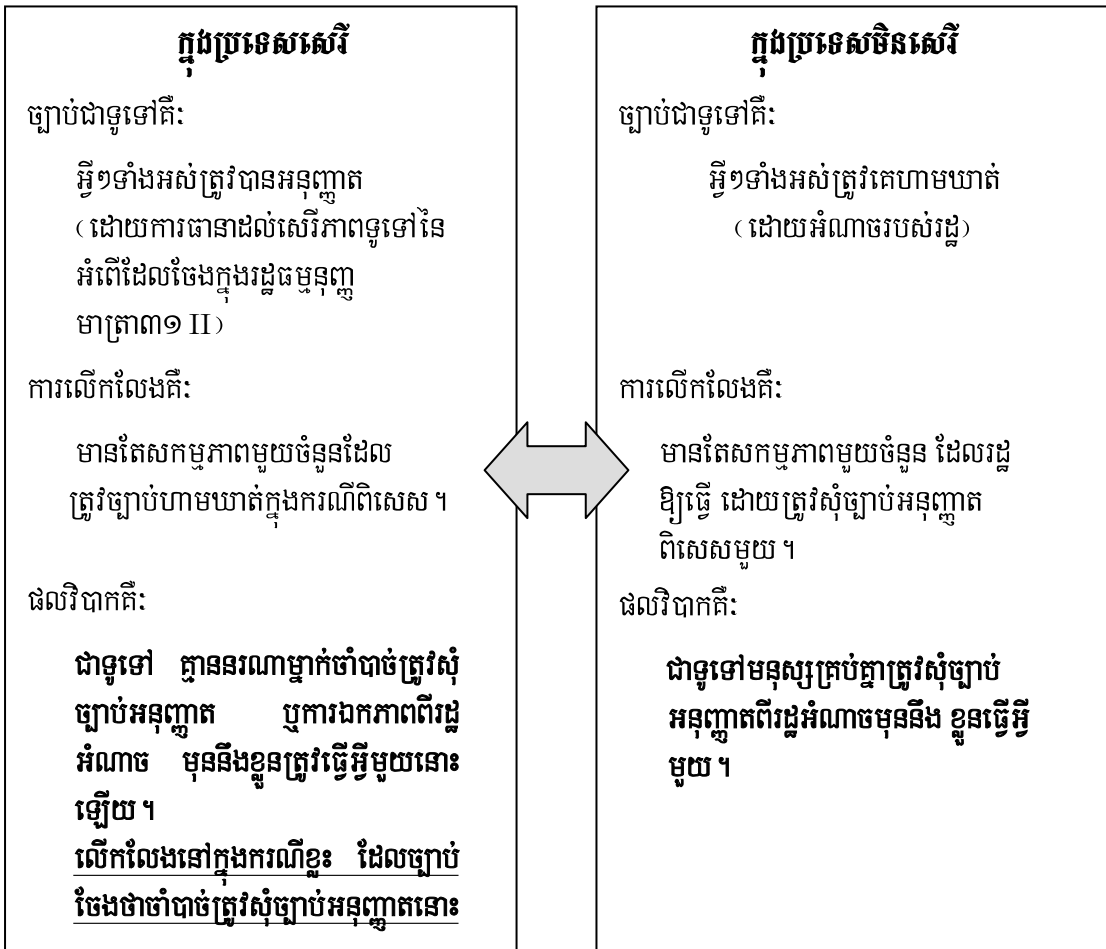 ក្នុងប្រទេសសេរី
ច្បាប់ជាទូទៅគឺ:
អ្វីៗទាំងអស់ត្រូវបានអនុញ្ញាត
(ដោយការធានាដល់សេរីភាពទូទៅនៃ
អំពើដែលចែងក្នុងរដ្ឋធម្មនុញ្ញ
មាត្រា៣១ II)
ការលើកលែងគឺ:
មានតែសកម្មភាពមួយចំនួនដែល
ត្រូវច្បាប់ហាមឃាត់ក្នុងករណីពិសេស។
ផលវិបាកគឺ:
ជាទូទៅ គ្មាននរណាម្នាក់ចាំបាច់ត្រូវសុំ
ច្បាប់អនុញ្ញាត ឬការឯកភាពពីរដ្ឋ
អំណាច មុននឹងខ្លួនត្រូវធ្វើអ្វីមួយនោះ
ឡើយ។
លើកលែងនៅក្នុងករណីខ្លះ ដែលច្បាប់
ចែងថាចាំបាច់ត្រូវសុំច្បាប់អនុញ្ញាតនោះ
ក្នុងប្រទេសមិនសេរី
ច្បាប់ជាទូទៅគឺ:
អ្វីៗទាំងអស់ត្រូវគេហាមឃាត់
(ដោយអំណាចរបស់រដ្ឋ)
ការលើកលែងគឺ:
មានតែសកម្មភាពមួយចំនួន ដែលរដ្ឋ
ឱ្យធ្វើ ដោយត្រូវសុំច្បាប់អនុញ្ញាត
ពិសេសមួយ។
ផលវិបាកគឺ:
ជាទូទៅមនុស្សគ្រប់គ្នាត្រូវសុំច្បាប់
អនុញ្ញាតពីរដ្ឋអំណាចមុននឹង ខ្លួនធ្វើអ្វី
មួយ។